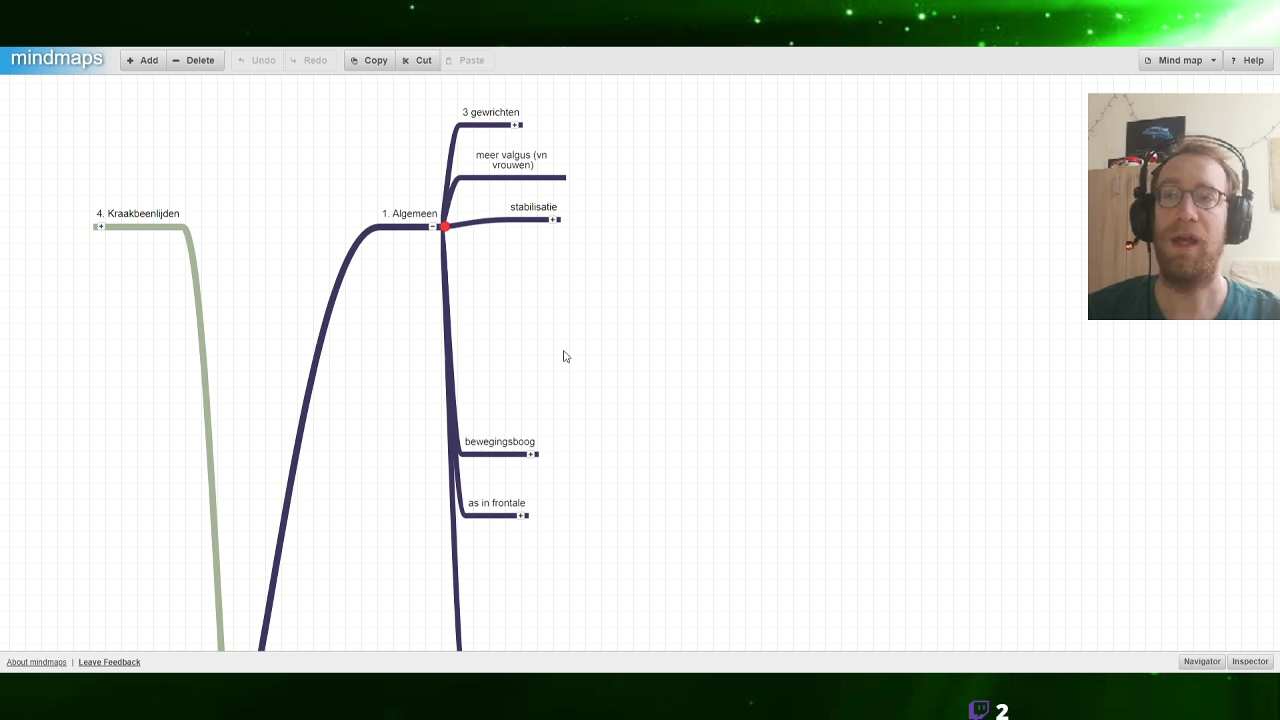 mindmaps
Add Delete Undo Redo Copy Cut Paste Mind map ? Help
3 gewrichten
meer valgus (vn
vrouwen)
stabilisatie
4. Kraakbeenlijden
1. Algemeen
bewegingsboog
as in frontale
About mindmaps | Leave Feedback
Navigator Inspector
2